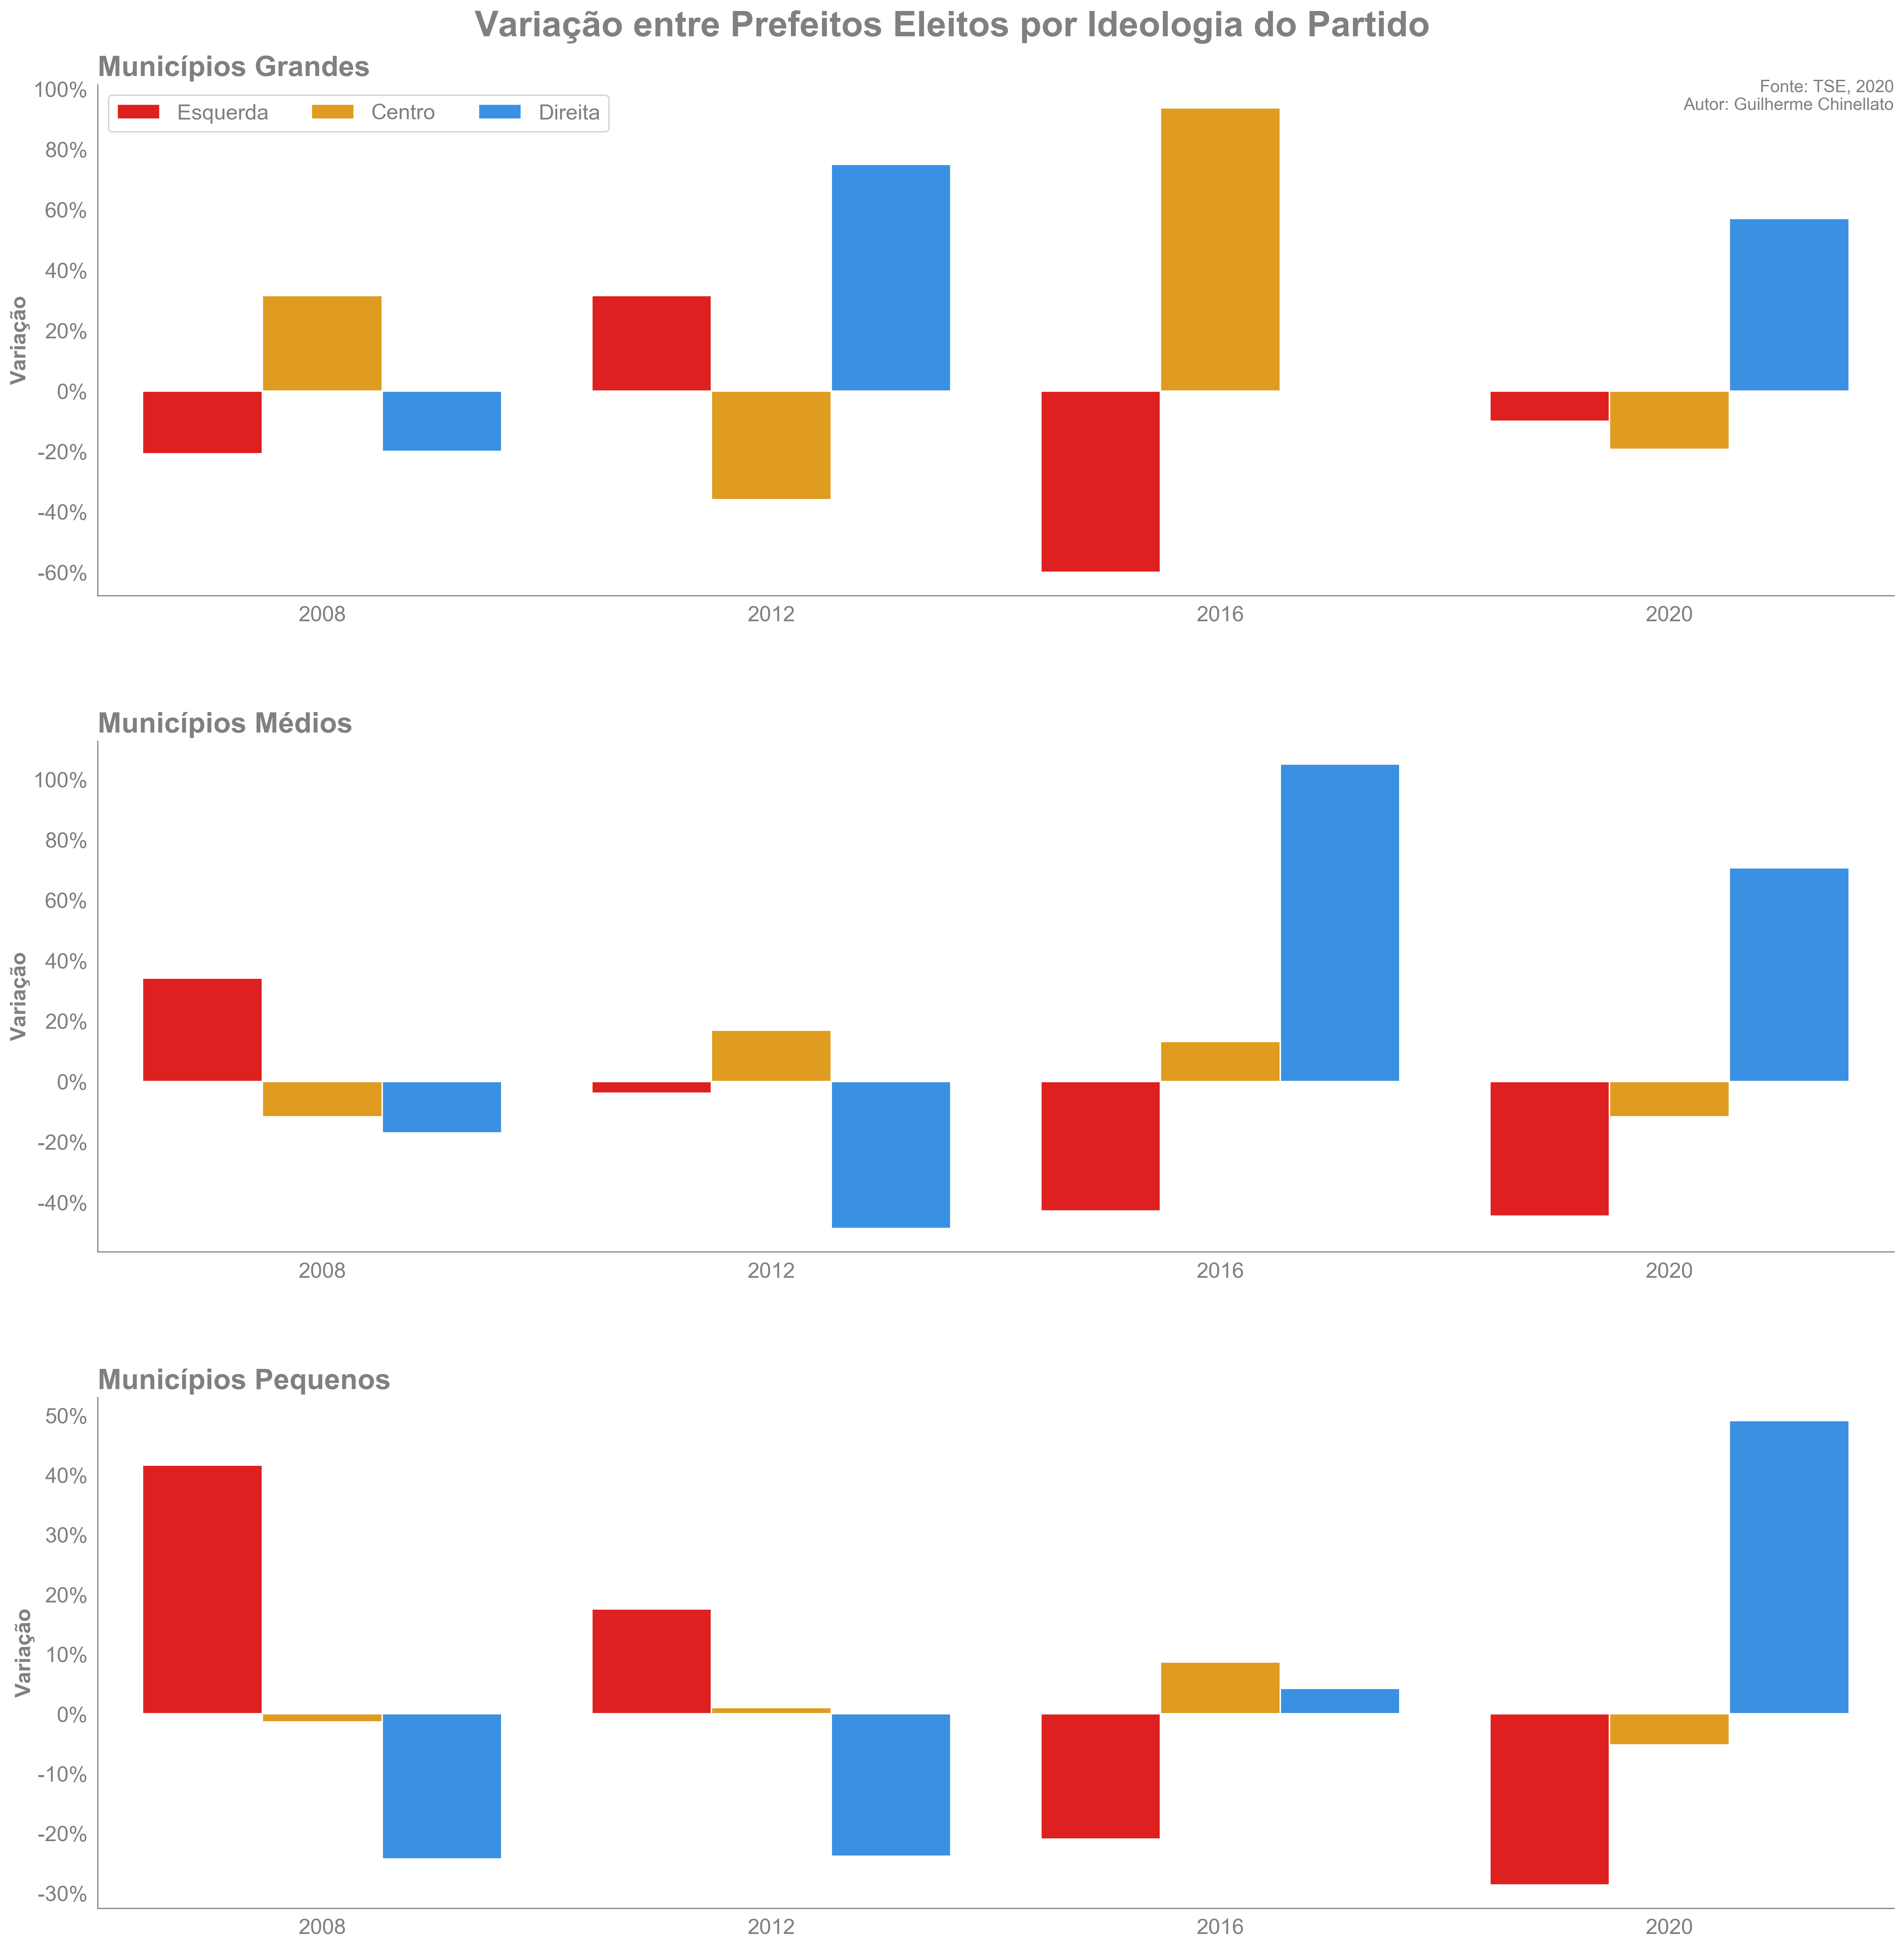 Variação entre Prefeitos Eleitos por Ideologia do Partido
Municípios Grandes
Fonte: TSE, 2020
Autor: Guilherme Chinellato
Esquerda Centro Direita
Variação
100%
80%
60%
40%
20%
0%
-20%
-40%
-60%
2008 2012 2016 2020
Municípios Médios
Variação
100%
80%
60%
40%
20%
0%
-20%
-40%
2008 2012 2016 2020
Municípios Pequenos
Variação
50%
40%
30%
20%
10%
0%
-10%
-20%
-30%
2008 2012 2016 2020